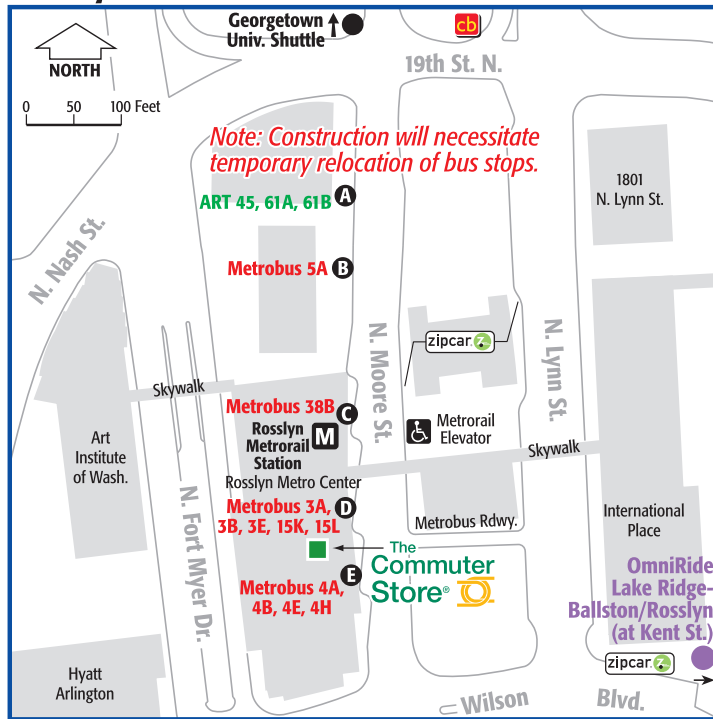 Georgetown
Univ. Shuttle
cb
NORTH
19th St. N.
0 50 100 Feet
Note: Construction will necessitate
temporary relocation of bus stops.
1801
N. Lynn St.
ART 45, 61A, 61B A
N. Nash St.
Metrobus 5A B
N. Moore St.
zipcar z
N. Lynn St.
Skywalk
Metrobus 38B C
Rosslyn
Metrorail
Station
M
Metrorail
Elevator
Art
Institute
of Wash.
Skywalk
Rosslyn Metro Center
N. Fort Myer Dr.
Metrobus 3A, D
3B, 3E, 15K, 15L
Metrobus Rdwy.
International
Place
The
Commuter
Store®
E
Metrobus 4A,
4B, 4E, 4H
OmniRide
Lake Ridge-
Ballston/Rosslyn
(at Kent St.)
zipcar z
Hyatt
Arlington
Wilson Blvd.